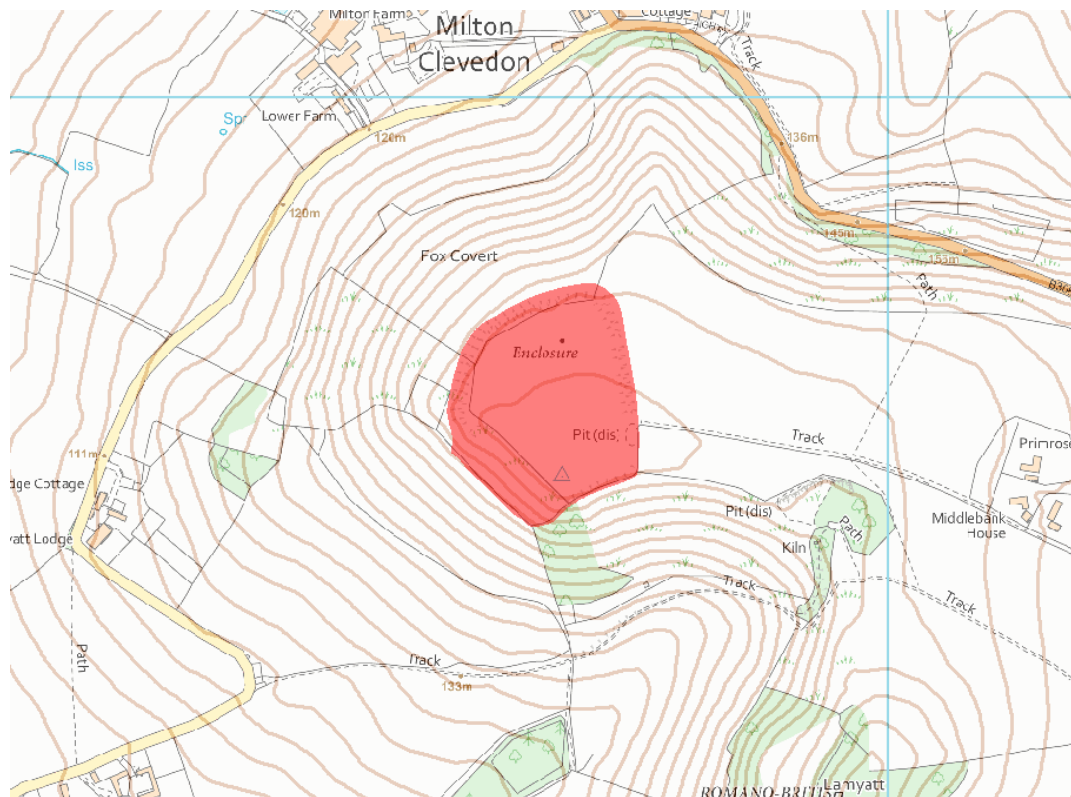 Milton Farm
Cottage
Milton
Clevedon
Track
Lower Farm
Spr
120m
136m
Iss
120m
145m
153m
Fox Covert
Path
Enclosure
Pit (dis)
Track
111m
Primrose
dge Cottage
Pit (dis)
Middlebank
House
Path
att Lodge
Kiln
Track
Track
Path
Track
133m
Lamyatt
ROMANO-BRITISH